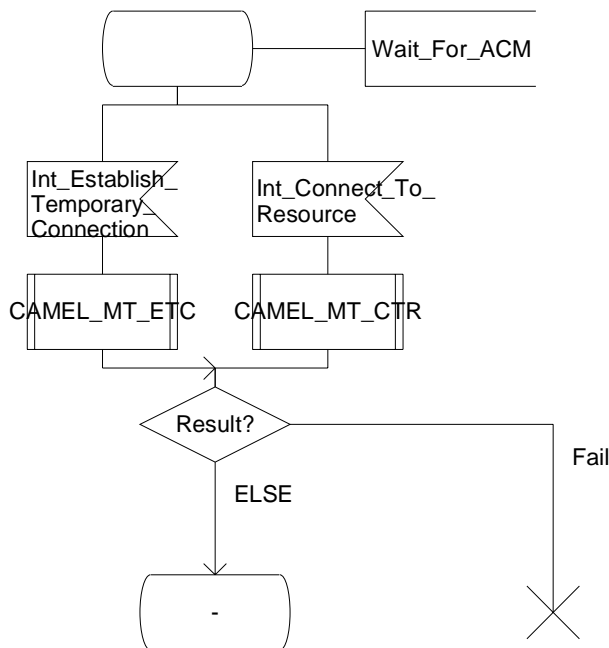 Wait_For_ACM
Int_Establish_
Temporary_
Connection
Int_Connect_To_
Resource
CAMEL_MT_ETC
CAMEL_MT_CTR
Result?
Fail
ELSE
-